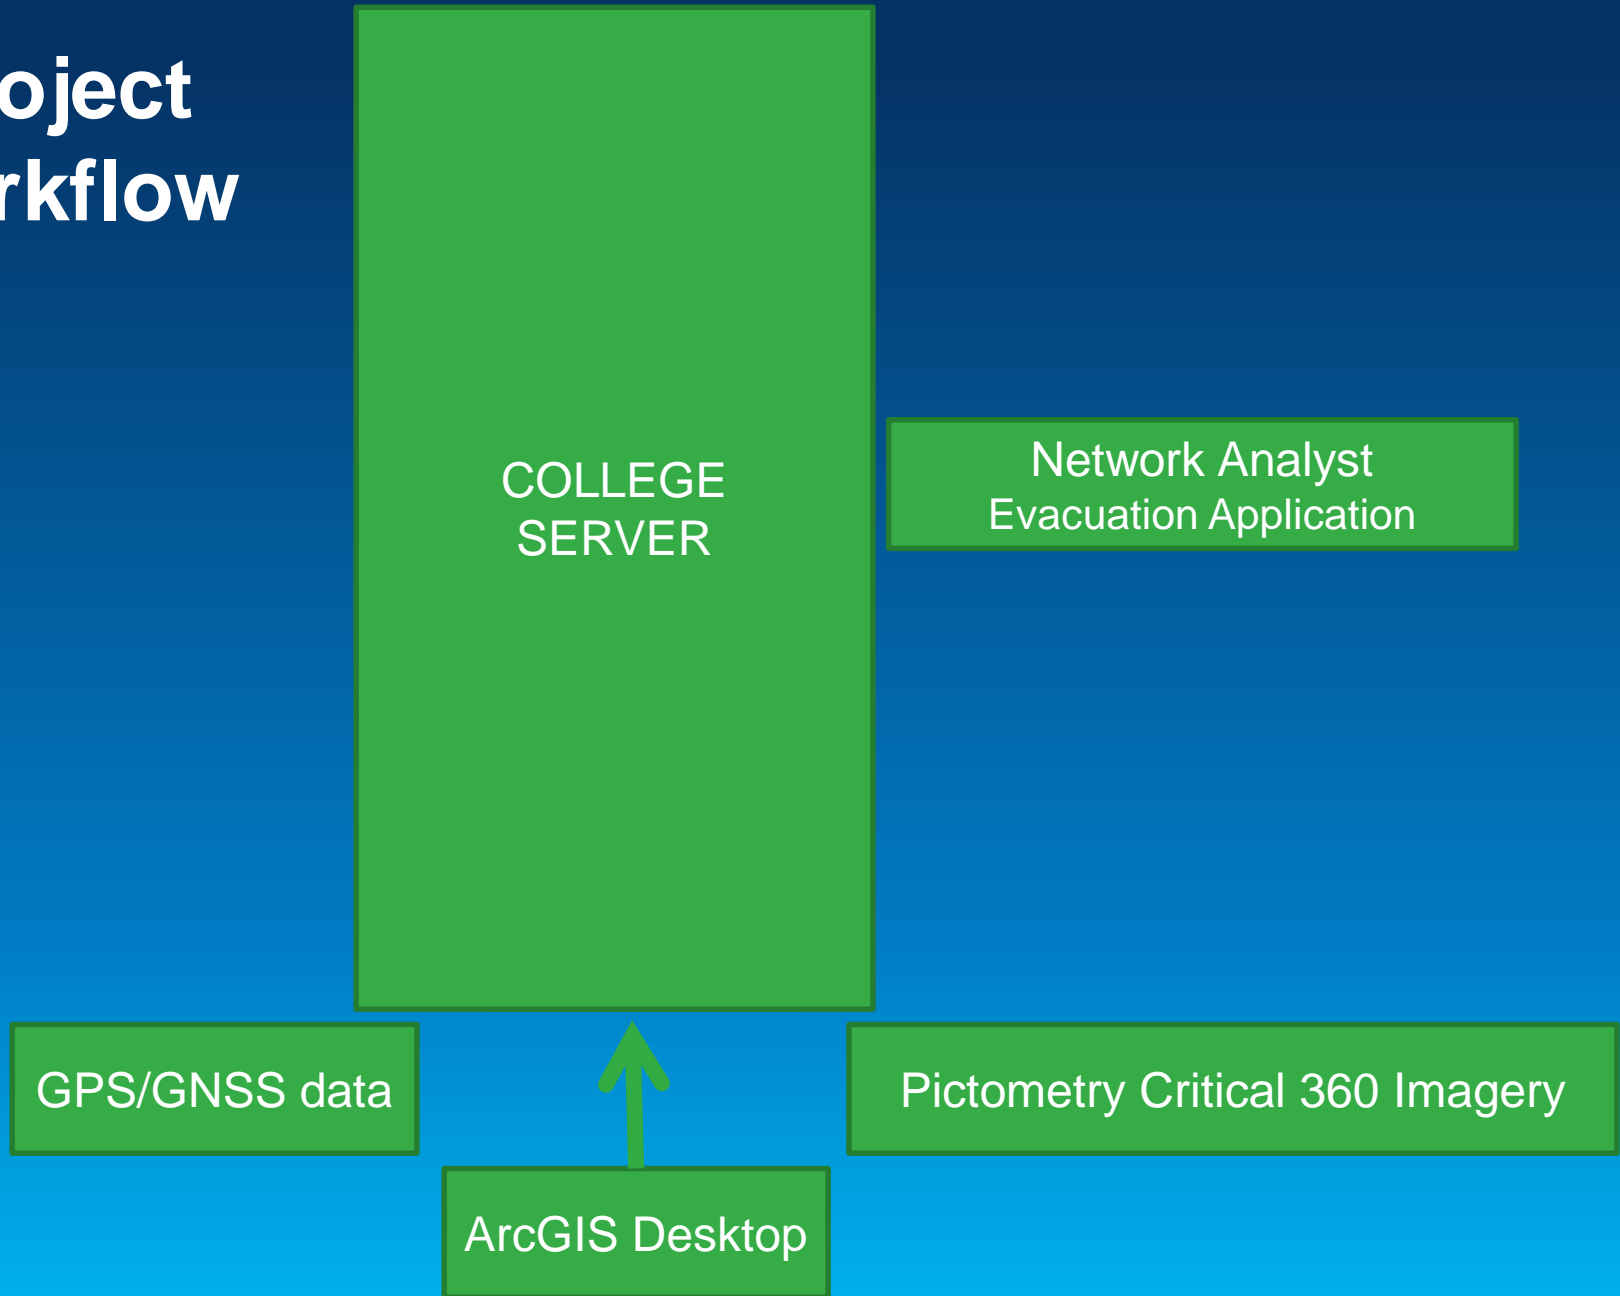 oject
rkflow
COLLEGE
SERVER
Network Analyst
Evacuation Application
GPS/GNSS data
Pictometry Critical 360 Imagery
ArcGIS Desktop